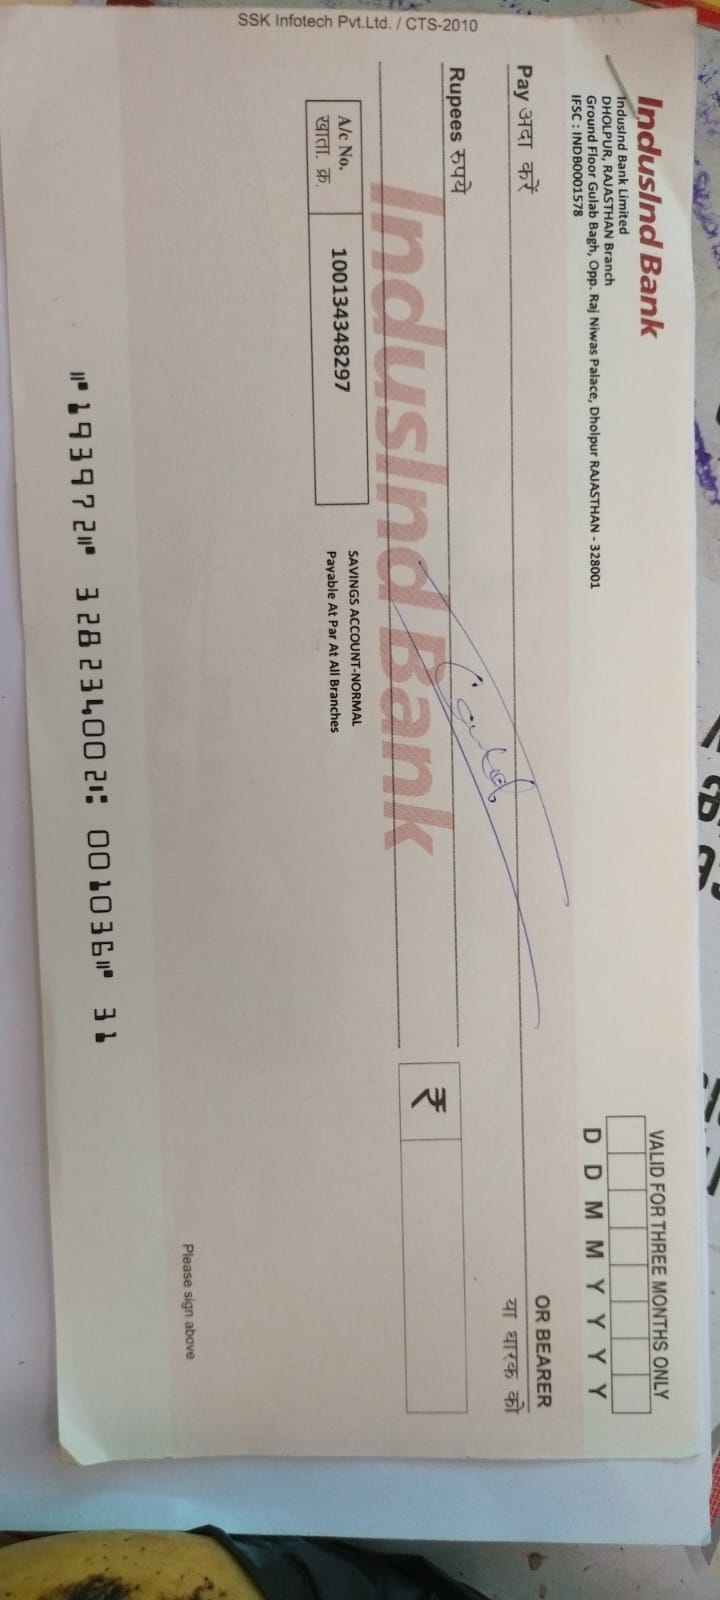 IndusInd Bank
IndusInd Bank Limited
DHOLPUR, RAJASTHAN Branch
Ground Floor Gulab Bagh, Opp. Raj Niwas Palace, Dholpur RAJASTHAN - 328001
IFSC : INDB0001578
VALID FOR THREE MONTHS ONLY
D D M M Y Y Y Y
Pay अदा करें
OR BEARER
या धारक को
Rupees रुपये
₹
IndusInd Bank
A/c No.
खाता. क्र.
100134348297
SAVINGS ACCOUNT-NORMAL
Payable At Par At All Branches
Please sign above
⑈193972⑈ 328234002⑆ 001036⑈ 31
SSK Infotech Pvt.Ltd. / CTS-2010